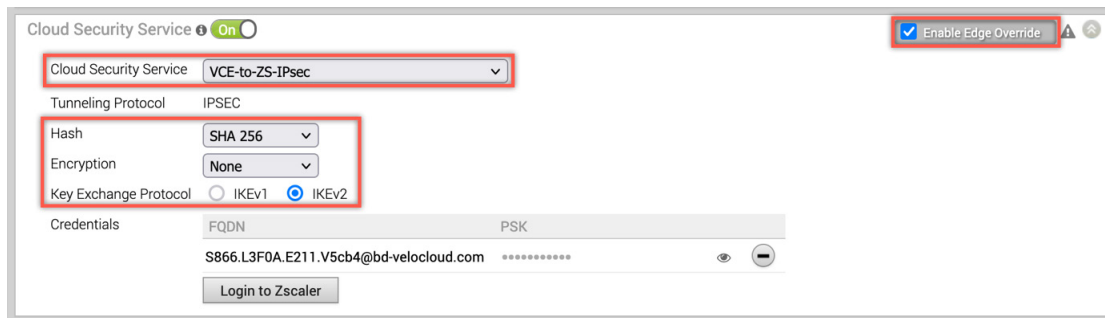 Cloud Security Service On Enable Edge Override
Cloud Security Service VCE-to-ZS-IPsec
Tunneling Protocol IPSEC
Hash SHA 256
Encryption None
Key Exchange Protocol IKEv1 IKEv2
Credentials FQDN PSK
S866.L3F0A.E211.V5cb4@bd-velocloud.com •••••••••••
Login to Zscaler